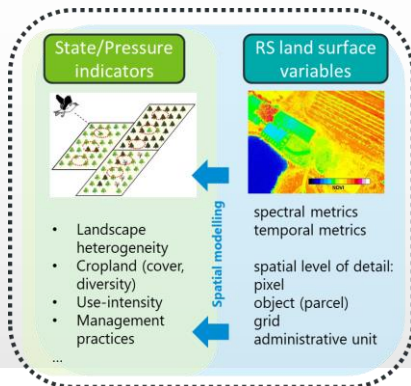 State/Pressure
indicators
RS land surface
variables
NDVI
Spatial modelling
• Landscape
heterogeneity
• Cropland (cover,
diversity)
• Use-intensity
• Management
practices
...
spectral metrics
temporal metrics
spatial level of detail:
pixel
object (parcel)
grid
administrative unit